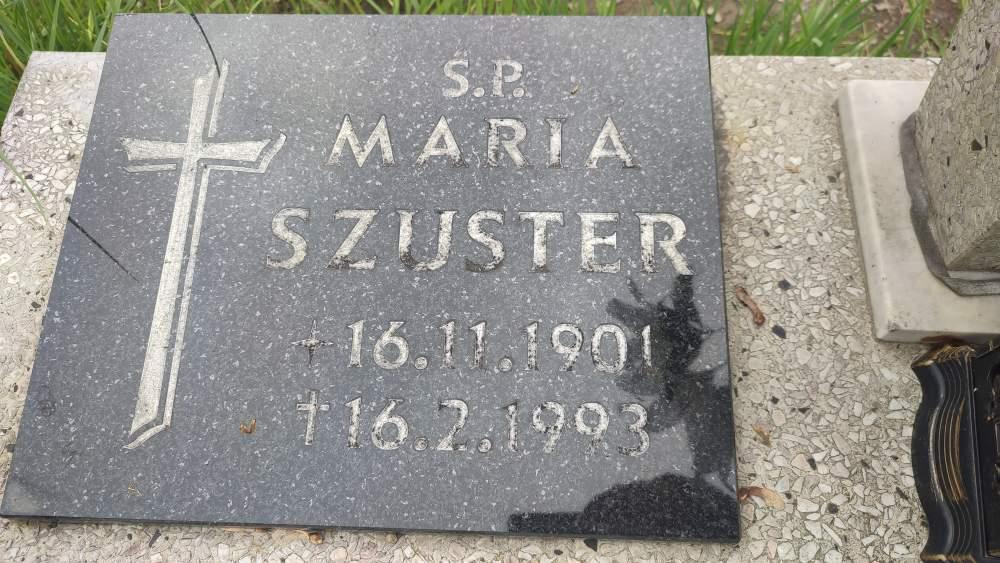 Ś.P.
MARIA
SZUSTER
16.11.1901
16.2.1993